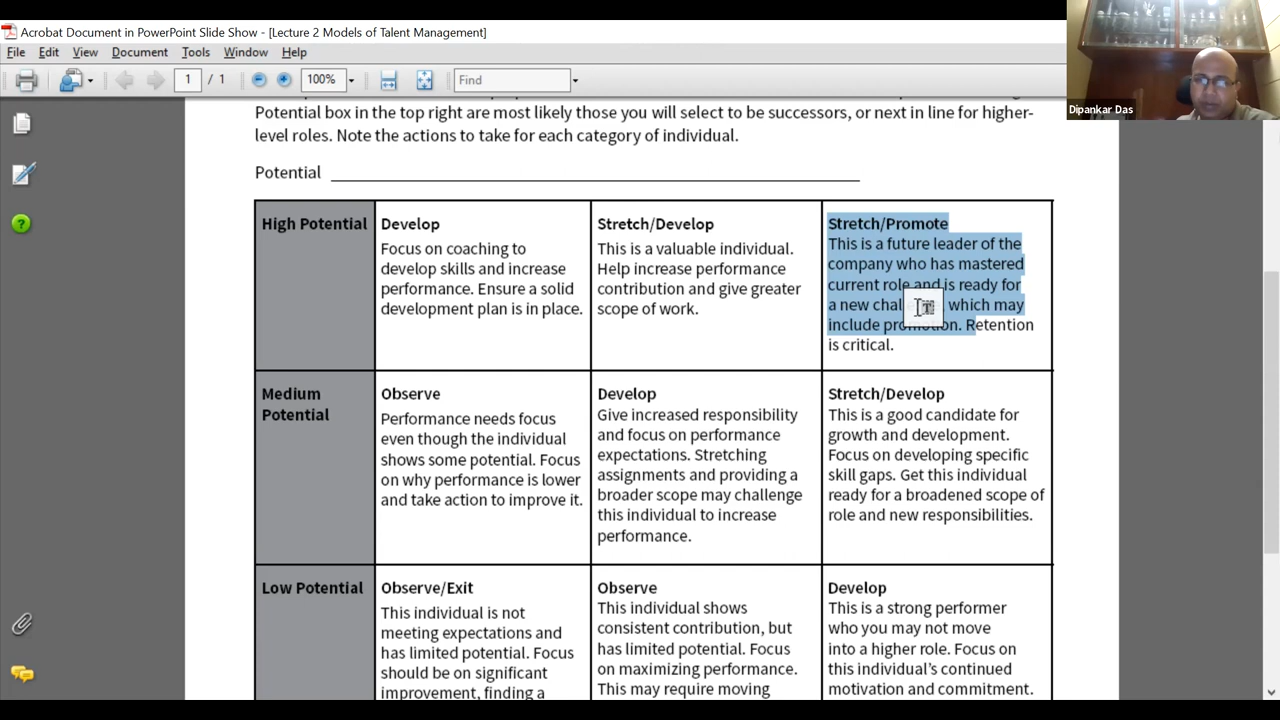 Acrobat Document in PowerPoint Slide Show - [Lecture 2 Models of Talent Management]
File Edit View Document Tools Window Help
1 / 1 100% Find
Dipankar Das
Potential box in the top right are most likely those you will select to be successors, or next in line for higher-
level roles. Note the actions to take for each category of individual.
Potential
High Potential
Develop
Focus on coaching to
develop skills and increase
performance. Ensure a solid
development plan is in place.
Stretch/Develop
This is a valuable individual.
Help increase performance
contribution and give greater
scope of work.
Stretch/Promote
This is a future leader of the
company who has mastered
current role and is ready for
a new which may
include promotion. Retention
is critical.
Medium
Potential
Observe
Performance needs focus
even though the individual
shows some potential. Focus
on why performance is lower
and take action to improve it.
Develop
Give increased responsibility
and focus on performance
expectations. Stretching
assignments and providing a
broader scope may challenge
this individual to increase
performance.
Stretch/Develop
This is a good candidate for
growth and development.
Focus on developing specific
skill gaps. Get this individual
ready for a broadened scope of
role and new responsibilities.
Low Potential
Observe/Exit
This individual is not
meeting expectations and
has limited potential. Focus
should be on significant
improvement, finding a
Observe
This individual shows
consistent contribution, but
has limited potential. Focus
on maximizing performance.
This may require moving
Develop
This is a strong performer
who you may not move
into a higher role. Focus on
this individual's continued
motivation and commitment.